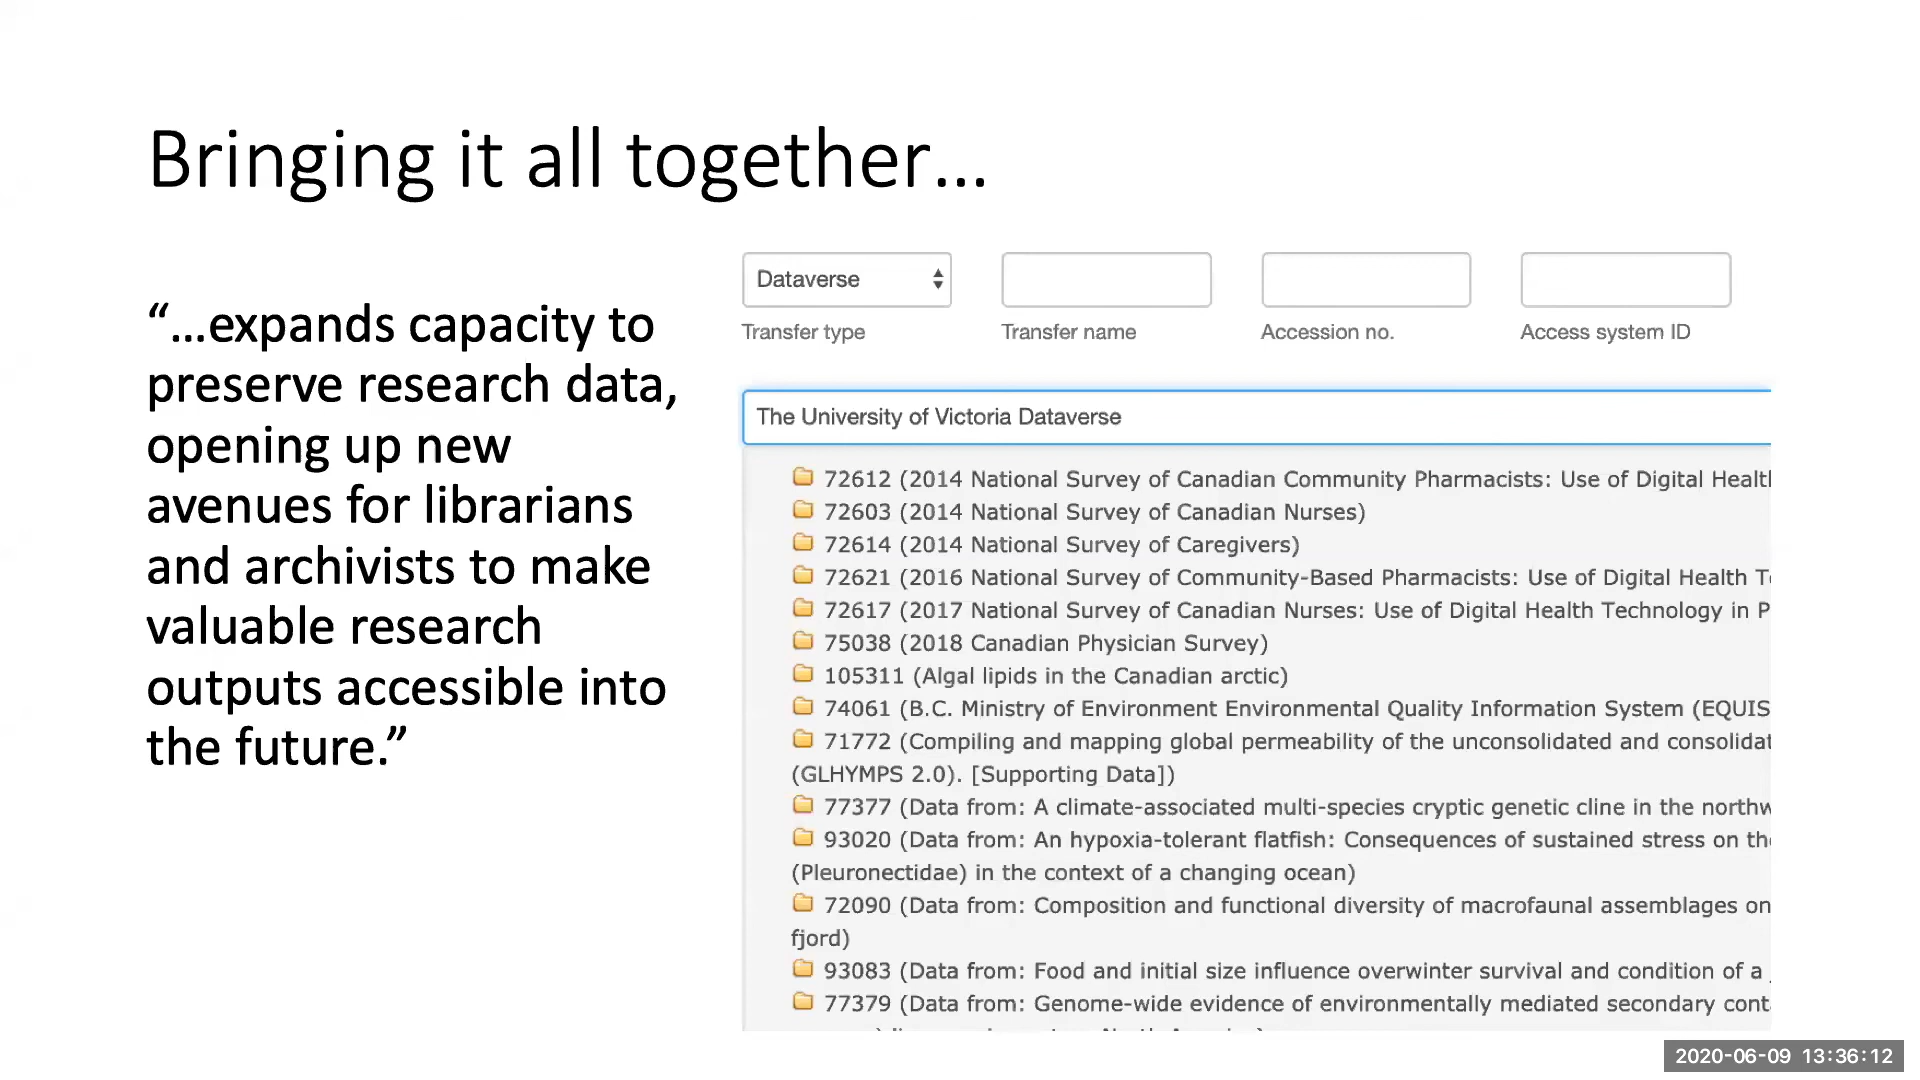 Bringing it all together...
“...expands capacity to
preserve research data,
opening up new
avenues for librarians
and archivists to make
valuable research
outputs accessible into
the future.”
Dataverse
Transfer type
Transfer name
Accession no.
Access system ID
The University of Victoria Dataverse
72612 (2014 National Survey of Canadian Community Pharmacists: Use of Digital Health
72603 (2014 National Survey of Canadian Nurses)
72614 (2014 National Survey of Caregivers)
72621 (2016 National Survey of Community-Based Pharmacists: Use of Digital Health
72617 (2017 National Survey of Canadian Nurses: Use of Digital Health Technology in P
75038 (2018 Canadian Physician Survey)
105311 (Algal lipids in the Canadian arctic)
74061 (B.C. Ministry of Environment Environmental Quality Information System (EQUIS
71772 (Compiling and mapping global permeability of the unconsolidated and consolidat
(GLHYMPS 2.0). [Supporting Data])
77377 (Data from: A climate-associated multi-species cryptic genetic cline in the northw
93020 (Data from: An hypoxia-tolerant flatfish: Consequences of sustained stress on th
(Pleuronectidae) in the context of a changing ocean)
72090 (Data from: Composition and functional diversity of macrofaunal assemblages on
fjord)
93083 (Data from: Food and initial size influence overwinter survival and condition of a
77379 (Data from: Genome-wide evidence of environmentally mediated secondary cont
2020-06-09 13:36:12